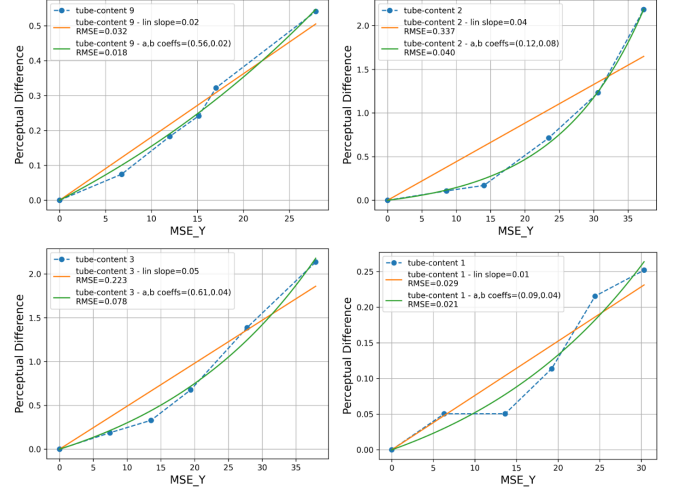 tube-content 9
tube-content 9 - lin slope=0.02
RMSE=0.032
tube-content 9 - a,b coeffs=(0.56,0.02)
RMSE=0.018
0.5
0.4
0.3
0.2
0.1
0.0
Perceptual Difference
0 5 10 15 20 25
MSE_Y
tube-content 2
tube-content 2 - lin slope=0.04
RMSE=0.337
tube-content 2 - a,b coeffs=(0.12,0.08)
RMSE=0.040
2.0
1.5
1.0
0.5
0.0
Perceptual Difference
0 5 10 15 20 25 30 35
MSE_Y
tube-content 3
tube-content 3 - lin slope=0.05
RMSE=0.223
tube-content 3 - a,b coeffs=(0.61,0.04)
RMSE=0.078
2.0
1.5
1.0
0.5
0.0
Perceptual Difference
0 5 10 15 20 25 30 35
MSE_Y
tube-content 1
tube-content 1 - lin slope=0.01
RMSE=0.029
tube-content 1 - a,b coeffs=(0.09,0.04)
RMSE=0.021
0.25
0.20
0.15
0.10
0.05
0.00
Perceptual Difference
0 5 10 15 20 25 30
MSE_Y